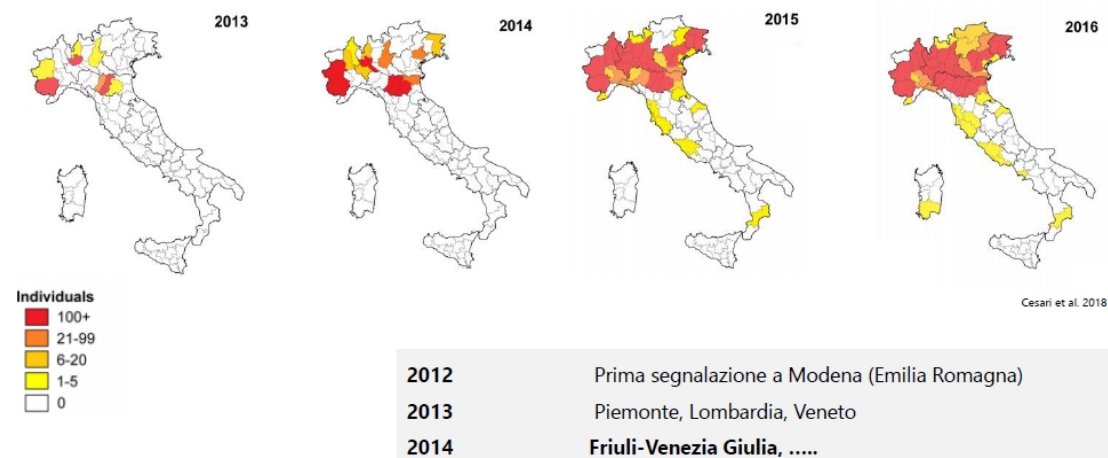 2013
2014
2015
2016
Individuals
100+
21-99
6-20
1-5
0
Cesari et al. 2018
2012 Prima segnalazione a Modena (Emilia Romagna)
2013 Piemonte, Lombardia, Veneto
2014 Friuli-Venezia Giulia, .....